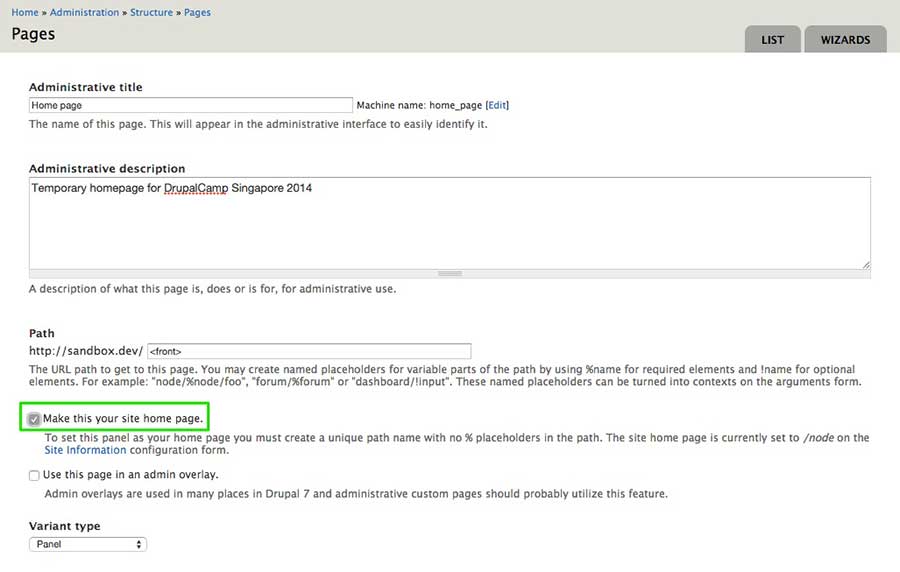 Home » Administration » Structure » Pages
Pages
LIST
WIZARDS
Administrative title
Home page Machine name: home_page [Edit]
The name of this page. This will appear in the administrative interface to easily identify it.
Administrative description
Temporary homepage for DrupalCamp Singapore 2014
A description of what this page is, does or is for, for administrative use.
Path
http://sandbox.dev/ <front>
The URL path to get to this page. You may create named placeholders for variable parts of the path by using %name for required elements and !name for optional
elements. For example: "node/%node/foo", "forum/%forum" or "dashboard/!input". These named placeholders can be turned into contexts on the arguments form.
Make this your site home page.
To set this panel as your home page you must create a unique path name with no % placeholders in the path. The site home page is currently set to /node on the
Site Information configuration form.
Use this page in an admin overlay.
Admin overlays are used in many places in Drupal 7 and administrative custom pages should probably utilize this feature.
Variant type
Panel